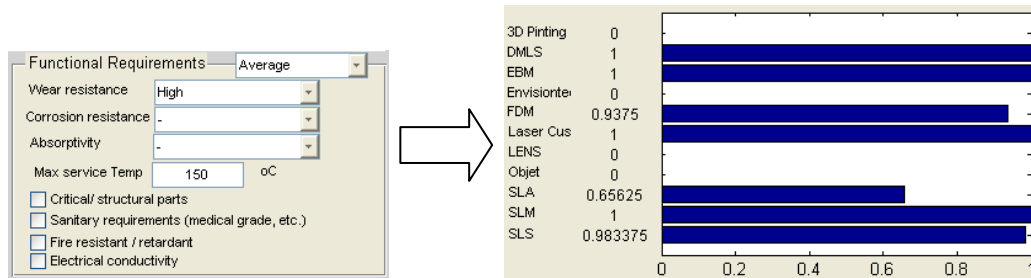 Functional Requirements
Average
Wear resistance
High
Corrosion resistance
-
Absorptivity
-
Max service Temp
150
oC
Critical/ structural parts
Sanitary requirements (medical grade, etc.)
Fire resistant / retardant
Electrical conductivity
3D Pinting 0
DMLS 1
EBM 1
Envisionte 0
FDM 0.9375
Laser Cus 1
LENS 0
Objet 0
SLA 0.65625
SLM 1
SLS 0.983375
0 0.2 0.4 0.6 0.8 1